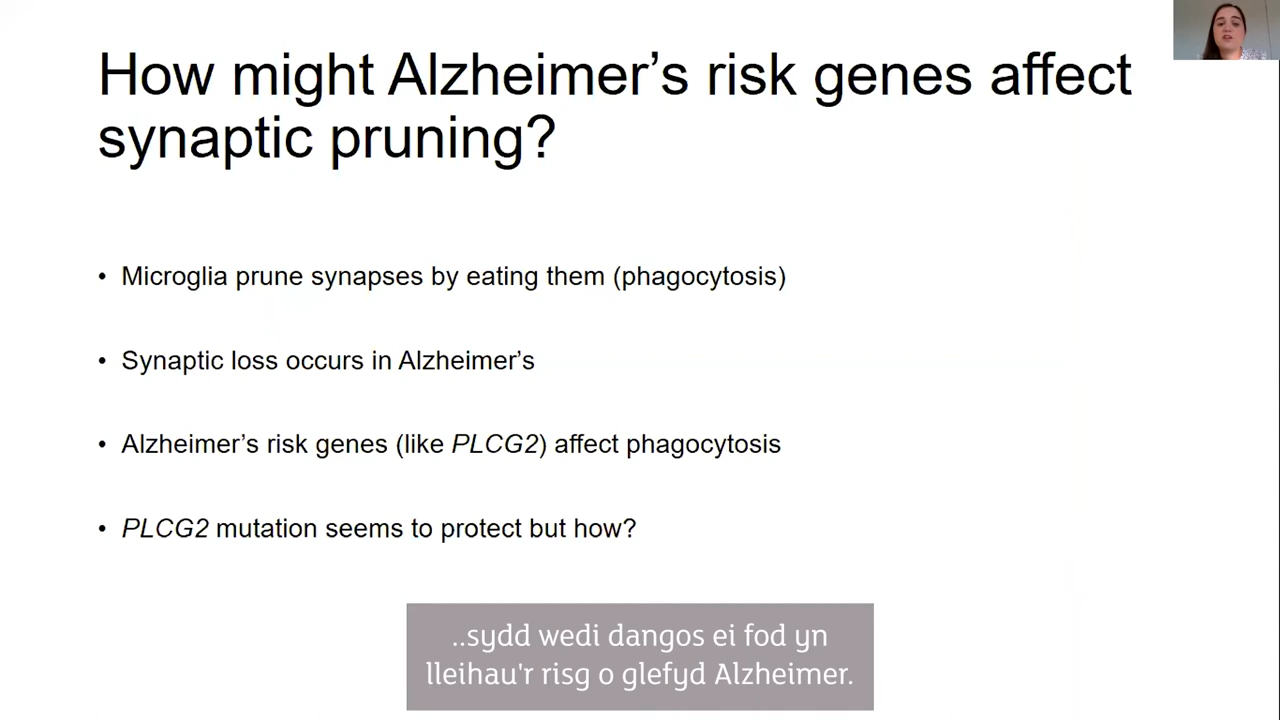 How might Alzheimer’s risk genes affect
synaptic pruning?
• Microglia prune synapses by eating them (phagocytosis)
• Synaptic loss occurs in Alzheimer’s
• Alzheimer’s risk genes (like PLCG2) affect phagocytosis
• PLCG2 mutation seems to protect but how?
..sydd wedi dangos ei fod yn
lleihau'r risg o glefyd Alzheimer.